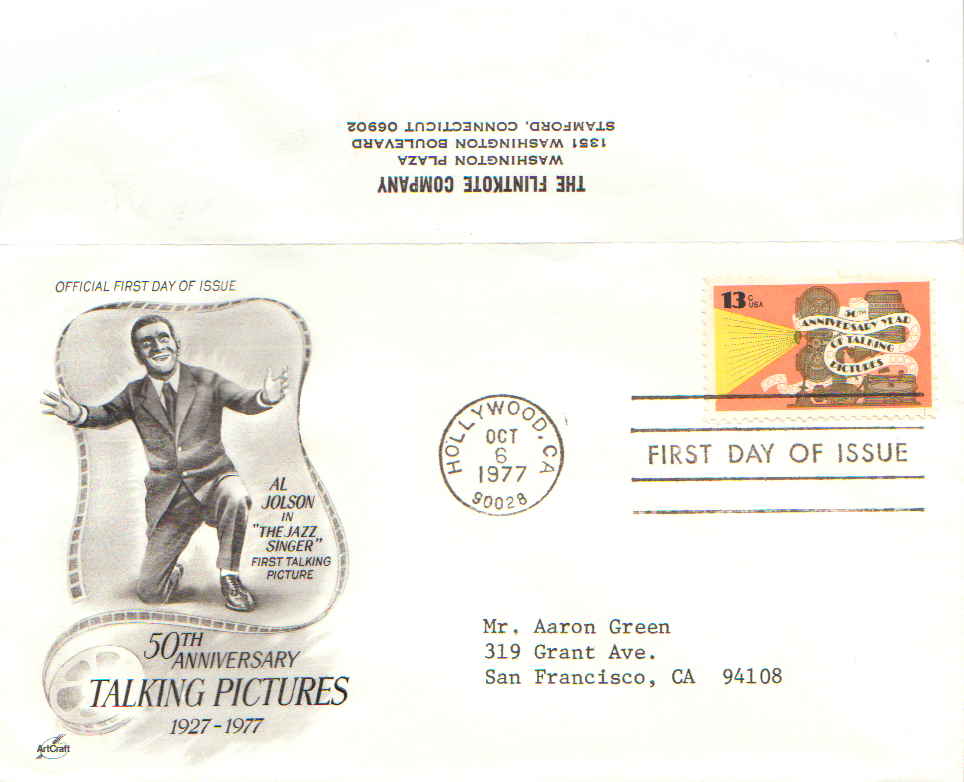 THE FLINTKOTE COMPANY
WASHINGTON PLAZA
1351 WASHINGTON BOULEVARD
STAMFORD, CONNECTICUT 06902
OFFICIAL FIRST DAY OF ISSUE
AL
JOLSON
IN
"THE JAZZ
SINGER"
FIRST TALKING
PICTURE
50TH
ANNIVERSARY
TALKING PICTURES
1927-1977
ArtCraft
13c
USA
50TH
ANNIVERSARY YEAR
OF TALKING
PICTURES
HOLLYWOOD, CA
OCT
6
1977
90028
FIRST DAY OF ISSUE
Mr. Aaron Green
319 Grant Ave.
San Francisco, CA 94108